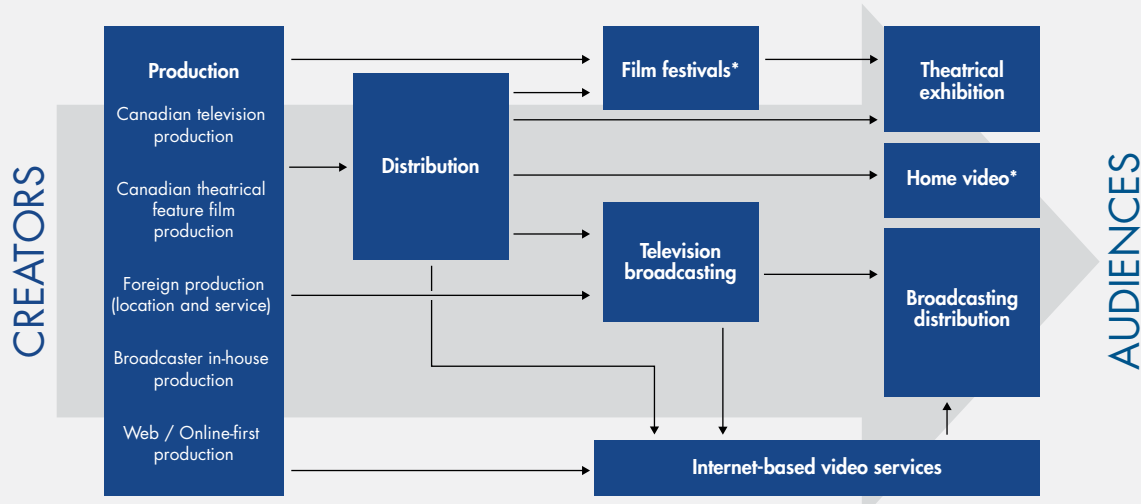 CREATORS
Production
Canadian television
production
Canadian theatrical
feature film
production
Foreign production
(location and service)
Broadcaster in-house
production
Web / Online-first
production
Distribution
Film festivals*
Television
broadcasting
Internet-based video services
Theatrical
exhibition
Home video*
Broadcasting
distribution
AUDIENCES